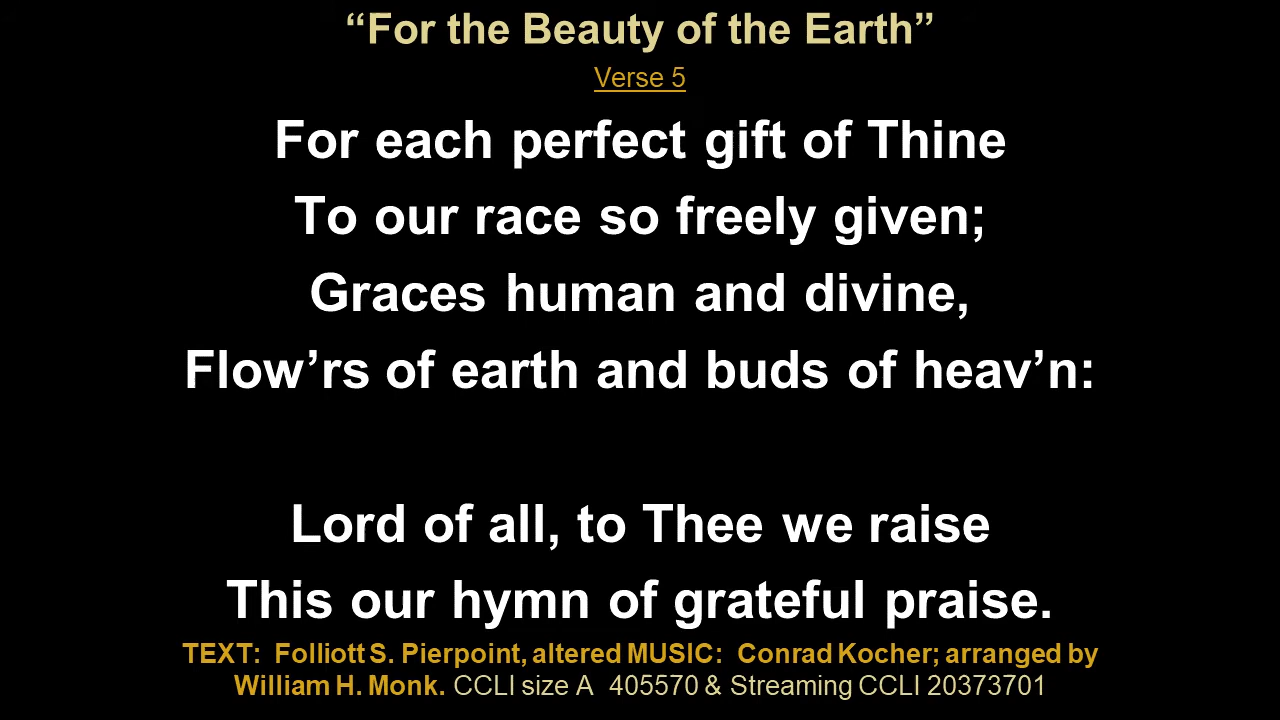 “For the Beauty of the Earth”
Verse 5
For each perfect gift of Thine
To our race so freely given;
Graces human and divine,
Flow’rs of earth and buds of heav’n:
Lord of all, to Thee we raise
This our hymn of grateful praise.
TEXT:  Folliott S. Pierpoint, altered MUSIC:  Conrad Kocher; arranged by
William H. Monk. CCLI size A  405570 & Streaming CCLI 20373701